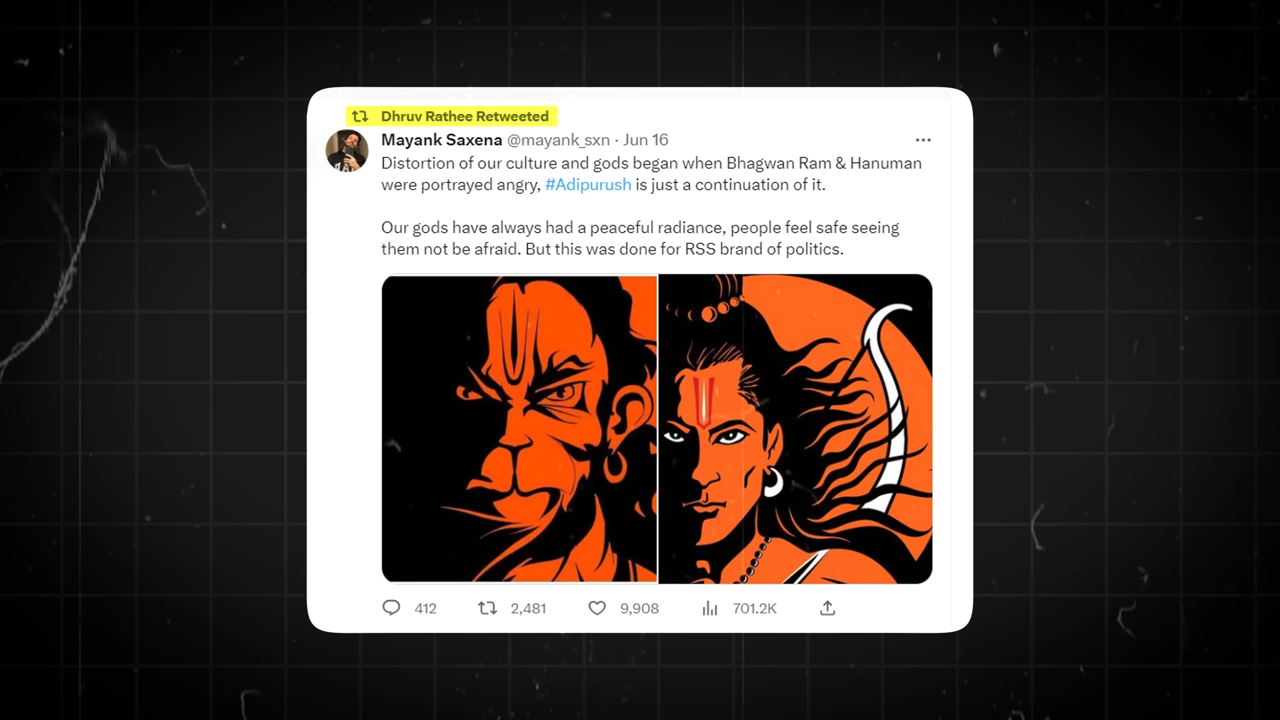 Dhruv Rathee Retweeted
Mayank Saxena @mayank_sxn · Jun 16
Distortion of our culture and gods began when Bhagwan Ram & Hanuman
were portrayed angry, #Adipurush is just a continuation of it.
Our gods have always had a peaceful radiance, people feel safe seeing
them not be afraid. But this was done for RSS brand of politics.
412 2,481 9,908 701.2K